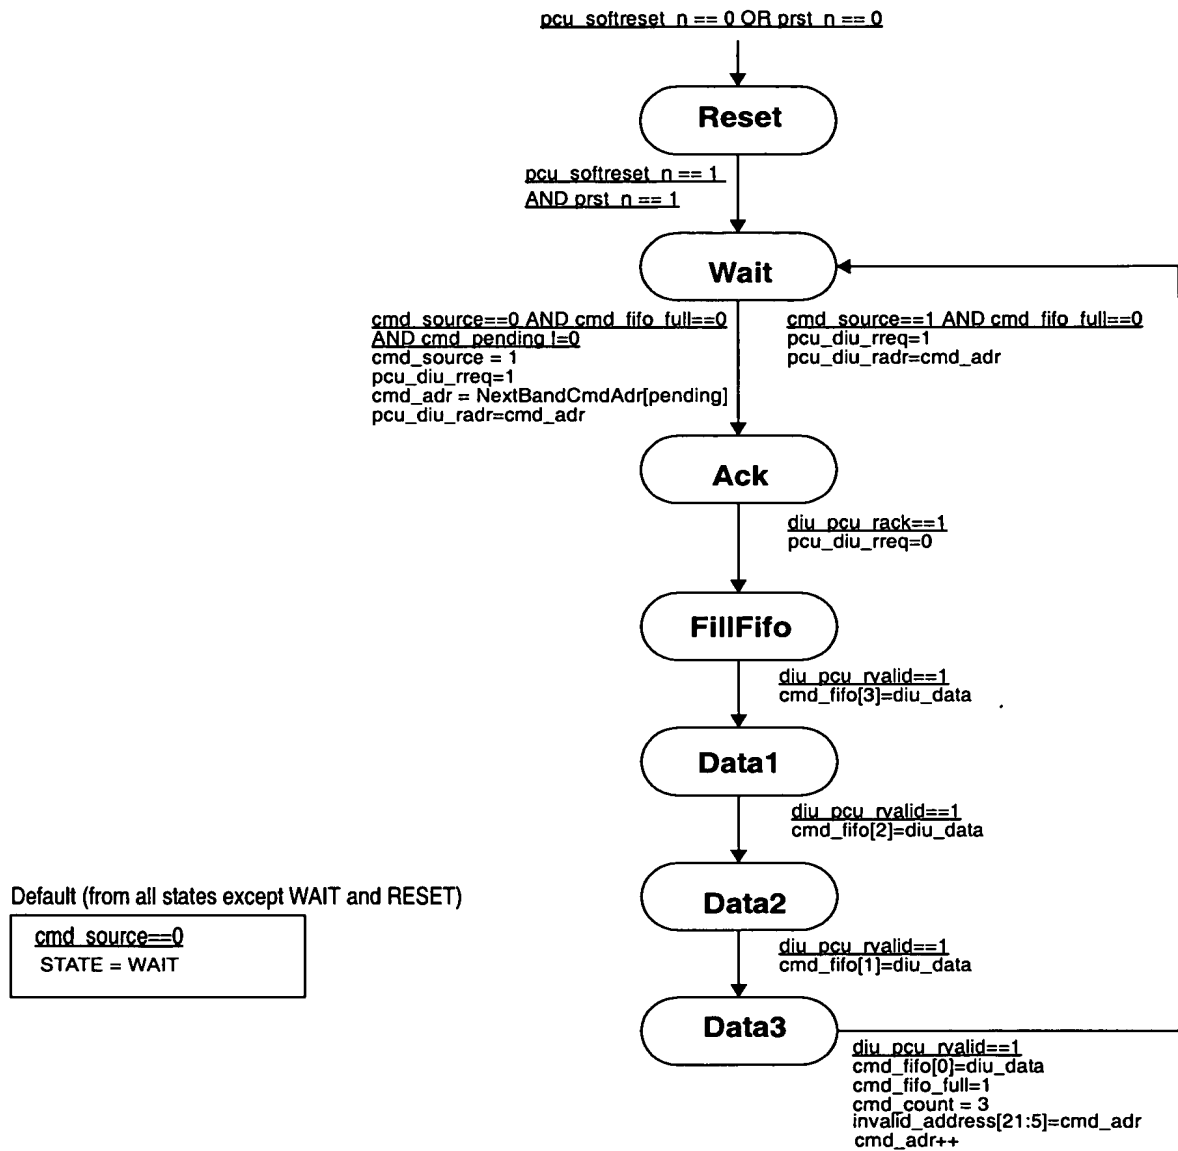 pcu_softreset_n == 0 OR prst_n == 0
Reset
pcu_softreset_n == 1
AND prst_n == 1
Wait
cmd_source==0 AND cmd_fifo_full==0
AND cmd_pending !=0
cmd_source = 1
pcu_diu_rreq=1
cmd_adr = NextBandCmdAdr[pending]
pcu_diu_radr=cmd_adr
cmd_source==1 AND cmd_fifo_full==0
pcu_diu_rreq=1
pcu_diu_radr=cmd_adr
Ack
diu_pcu_rack==1
pcu_diu_rreq=0
FillFifo
diu_pcu_rvalid==1
cmd_fifo[3]=diu_data
Data1
diu_pcu_rvalid==1
cmd_fifo[2]=diu_data
Data2
diu_pcu_rvalid==1
cmd_fifo[1]=diu_data
Default (from all states except WAIT and RESET)
cmd_source==0
STATE = WAIT
Data3
diu_pcu_rvalid==1
cmd_fifo[0]=diu_data
cmd_fifo_full=1
cmd_count = 3
invalid_address[21:5]=cmd_adr
cmd_adr++